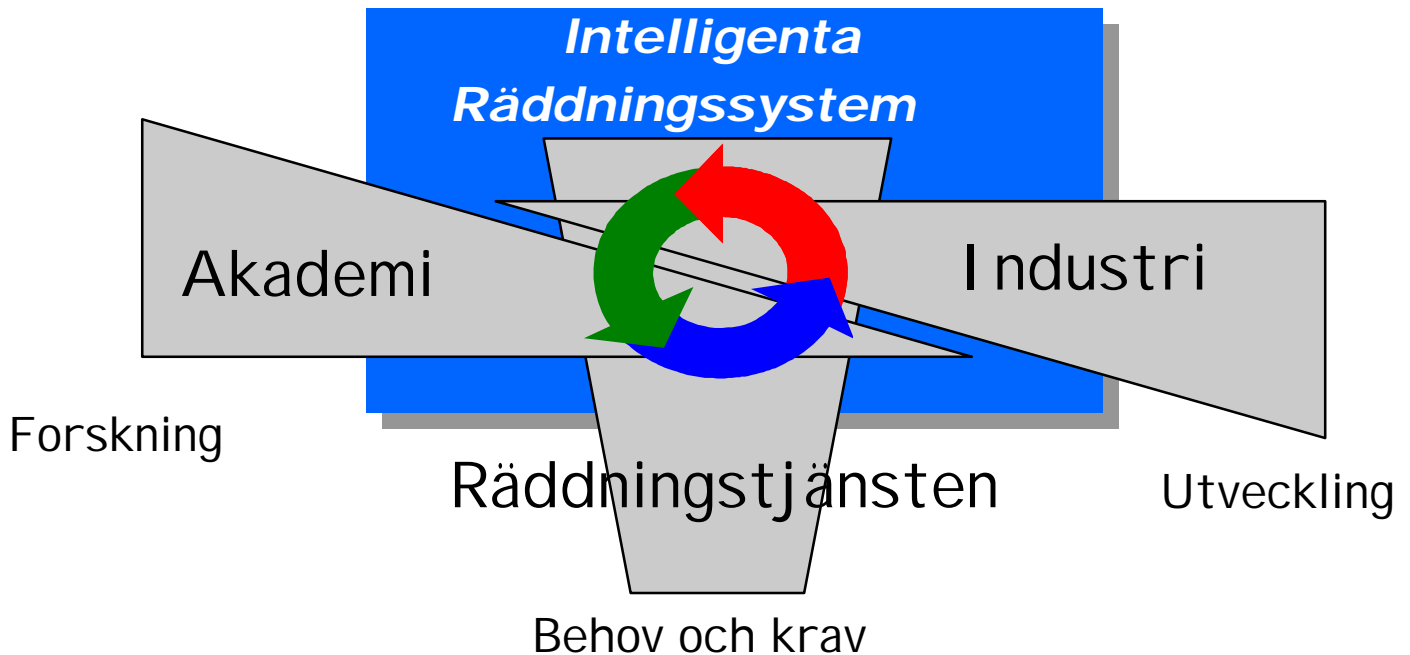 Intelligenta
Räddningssystem
Akademi
Industri
Forskning
Räddningstjänsten
Utveckling
Behov och krav